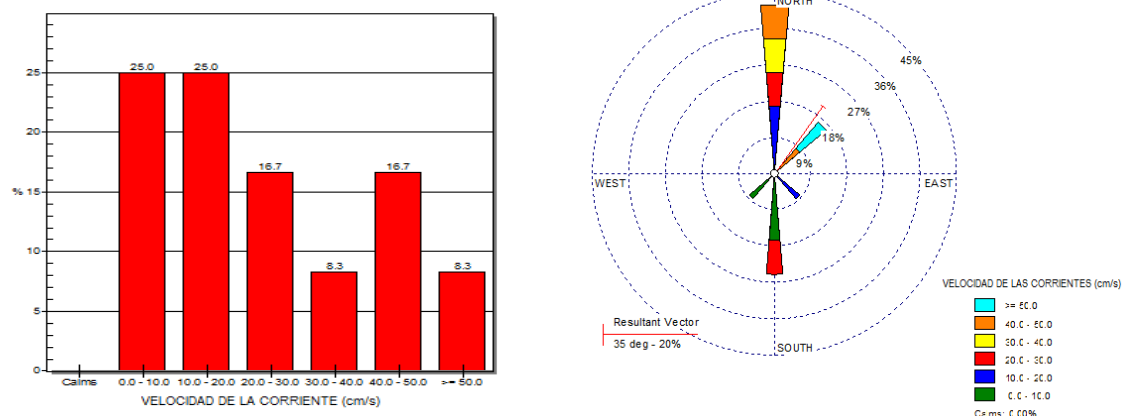 25
20
% 15
10
5
0
25.0
25.0
16.7
8.3
16.7
8.3
Calms
0.0 - 10.0
10.0 - 20.0
20.0 - 30.0
30.0 - 40.0
40.0 - 50.0
>= 50.0
VELOCIDAD DE LA CORRIENTE (cm/s)
NORTH
45%
36%
27%
18%
9%
WEST
EAST
SOUTH
Resultant Vector
35 deg - 20%
VELOCIDAD DE LAS CORRIENTES (cm/s)
40.0 -
20.0 -
10.0 - 20.0
- 10.0
0.00%